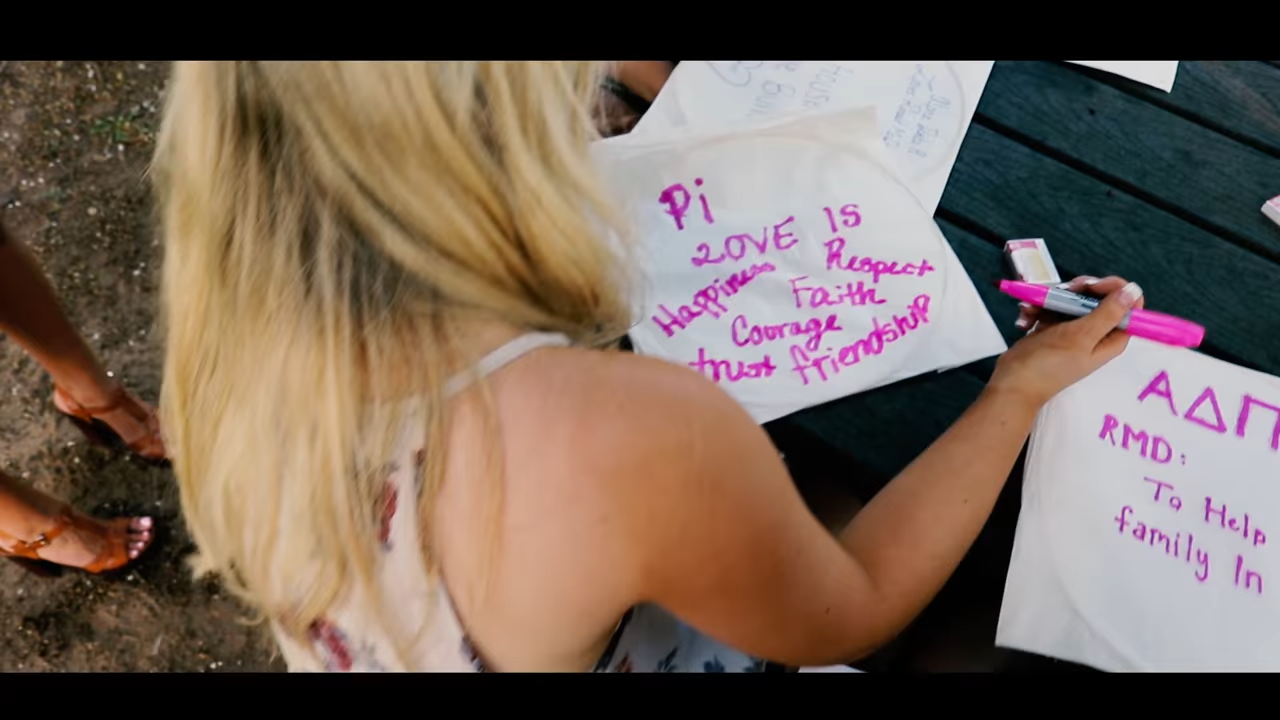 Pi
LOVE IS
Happiness Respect
Faith
Courage
trust friendship
ΑΔΠ
RMD:
To Help
family In